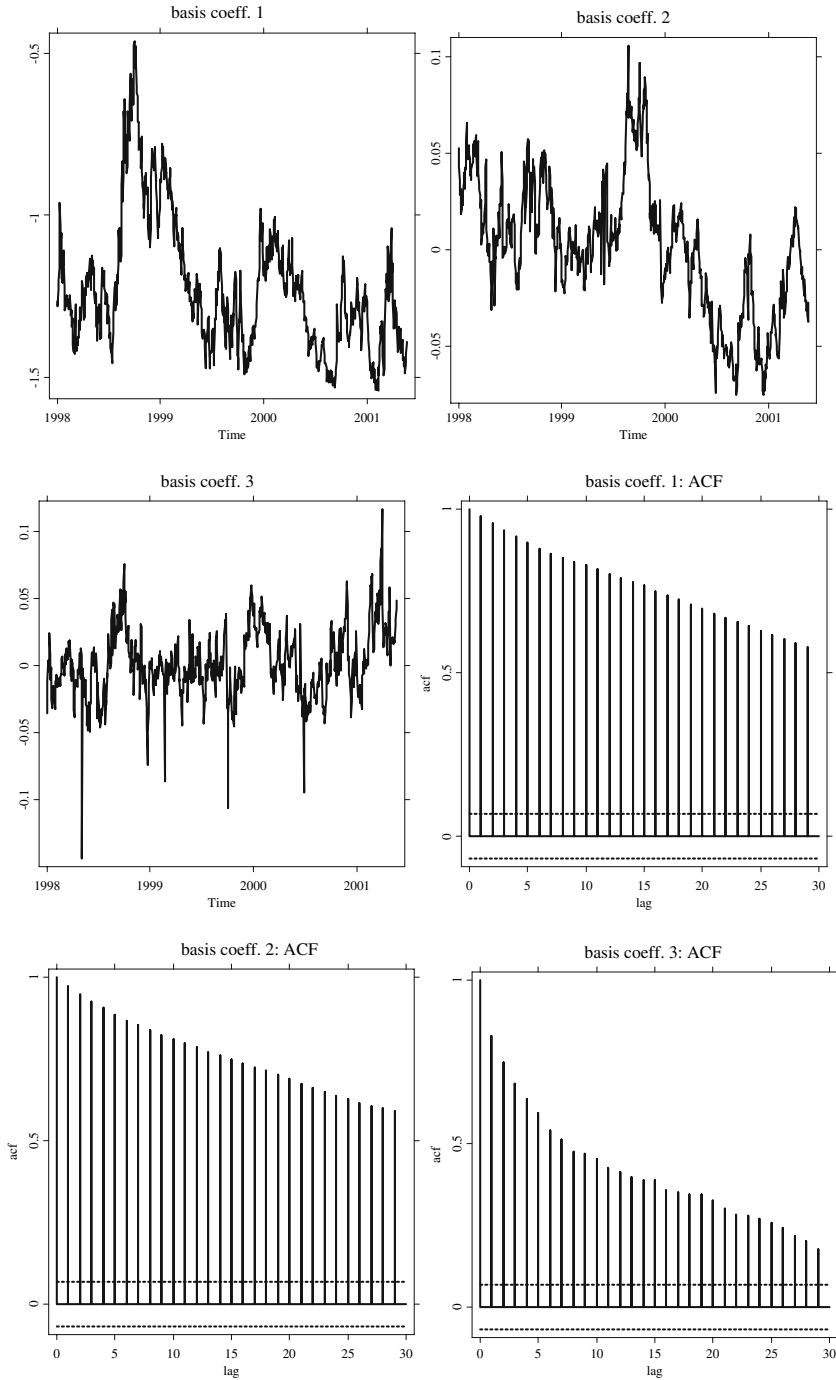 basis coeff. 1
-0.5
-1
-1.5
1998 1999 2000 2001
Time
basis coeff. 2
0.1
0.05
0
-0.05
1998 1999 2000 2001
Time
basis coeff. 3
0.1
0.05
0
-0.05
-0.1
1998 1999 2000 2001
Time
basis coeff. 1: ACF
1
0.5
0
acf
0 5 10 15 20 25 30
lag
basis coeff. 2: ACF
1
0.5
0
acf
0 5 10 15 20 25 30
lag
basis coeff. 3: ACF
1
0.5
0
acf
0 5 10 15 20 25 30
lag